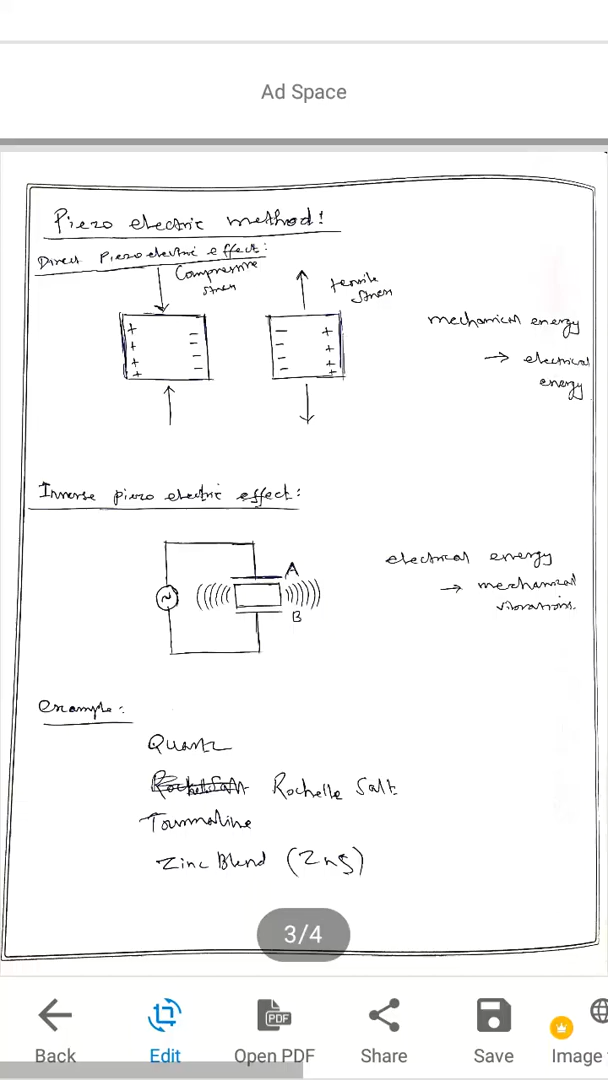 Ad Space
Piezo electric method!
Direct Piezo electric effect:
Compressive
stress
tensile
stress
+ + + +
- - - -
- - - -
+ + + +
mechanical energy
→ electrical
energy
Inverse piezo electric effect:
A
~
B
electrical energy
→ mechanical
vibrations.
example:
Quartz
Rochelle Salt
Tourmaline
Zinc Blend (ZnS)
3/4
PDF
Back Edit Open PDF Share Save Image